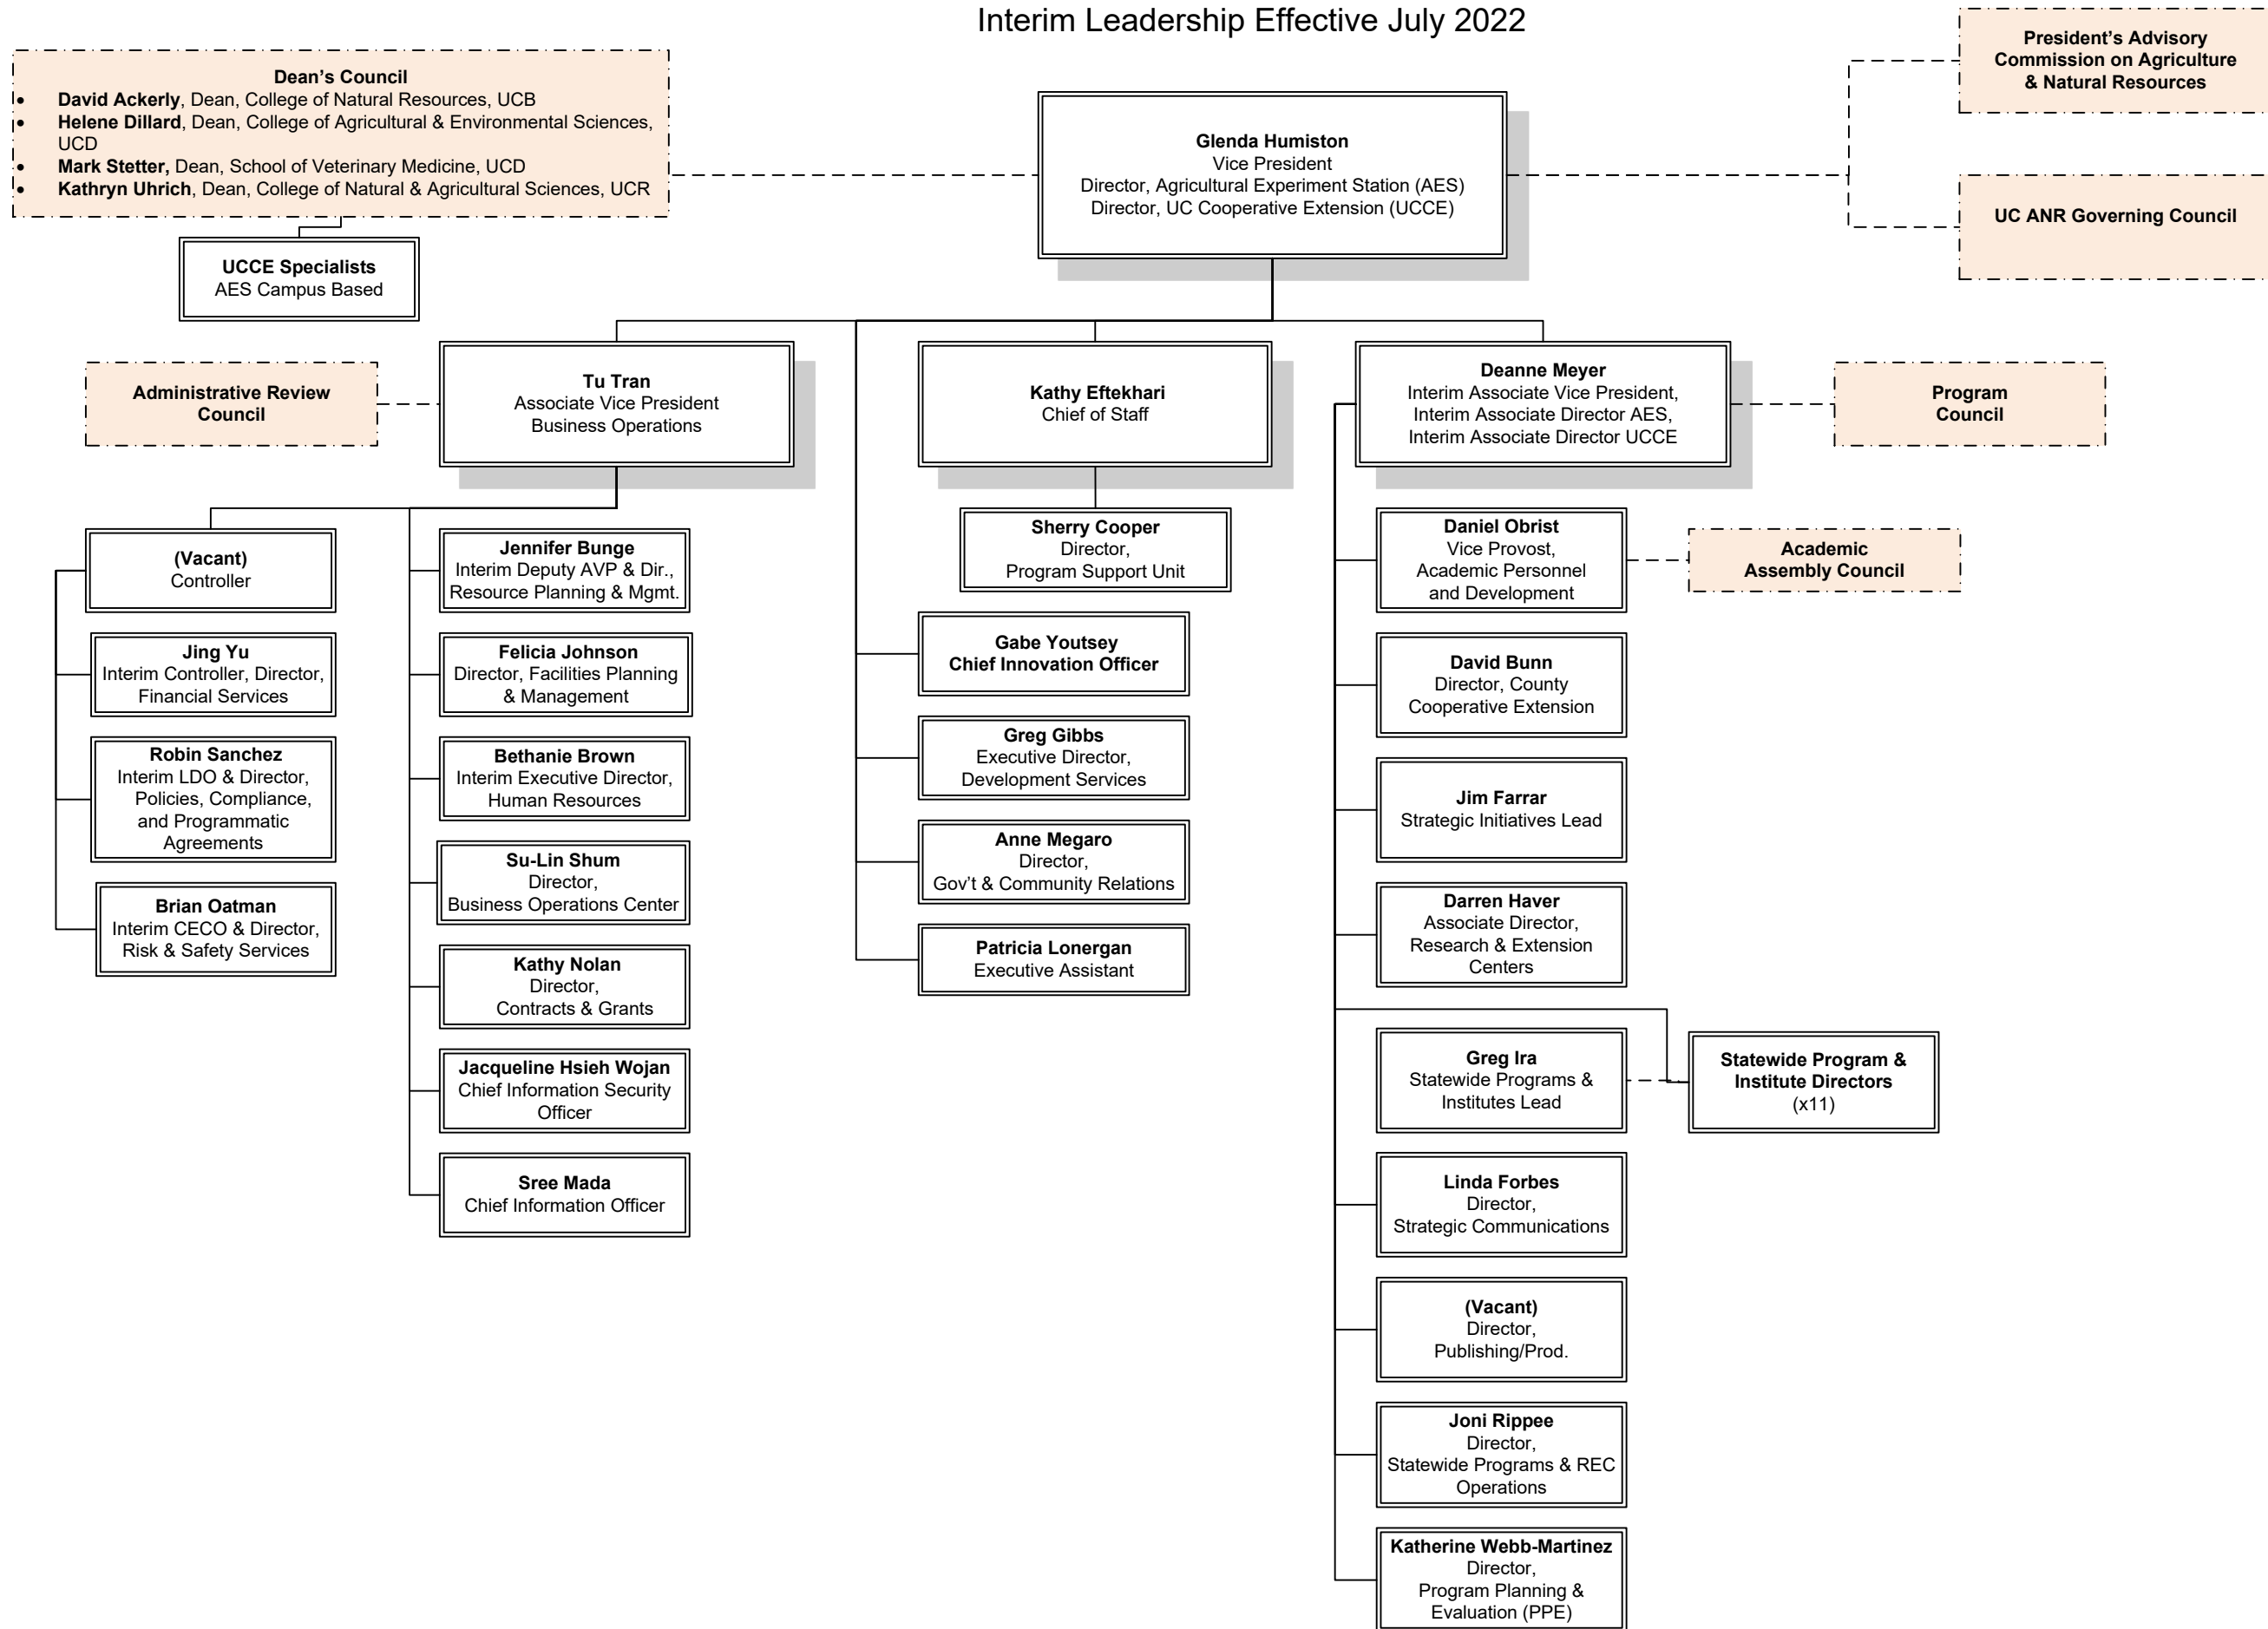 Interim Leadership Effective July 2022
President’s Advisory
Commission on Agriculture
& Natural Resources
Dean’s Council
• David Ackerly, Dean, College of Natural Resources, UCB
• Helene Dillard, Dean, College of Agricultural & Environmental Sciences,
UCD
• Mark Stetter, Dean, School of Veterinary Medicine, UCD
• Kathryn Uhrich, Dean, College of Natural & Agricultural Sciences, UCR
Glenda Humiston
Vice President
Director, Agricultural Experiment Station (AES)
Director, UC Cooperative Extension (UCCE)
UC ANR Governing Council
UCCE Specialists
AES Campus Based
Administrative Review
Council
Tu Tran
Associate Vice President
Business Operations
Kathy Eftekhari
Chief of Staff
Deanne Meyer
Interim Associate Vice President,
Interim Associate Director AES,
Interim Associate Director UCCE
Program
Council
(Vacant)
Controller
Jing Yu
Interim Controller, Director,
Financial Services
Robin Sanchez
Interim LDO & Director,
Policies, Compliance,
and Programmatic
Agreements
Brian Oatman
Interim CECO & Director,
Risk & Safety Services
Jennifer Bunge
Interim Deputy AVP & Dir.,
Resource Planning & Mgmt.
Felicia Johnson
Director, Facilities Planning
& Management
Bethanie Brown
Interim Executive Director,
Human Resources
Su-Lin Shum
Director,
Business Operations Center
Kathy Nolan
Director,
Contracts & Grants
Jacqueline Hsieh Wojan
Chief Information Security
Officer
Sree Mada
Chief Information Officer
Sherry Cooper
Director,
Program Support Unit
Gabe Youtsey
Chief Innovation Officer
Greg Gibbs
Executive Director,
Development Services
Anne Megaro
Director,
Gov’t & Community Relations
Patricia Lonergan
Executive Assistant
Daniel Obrist
Vice Provost,
Academic Personnel
and Development
Academic
Assembly Council
David Bunn
Director, County
Cooperative Extension
Jim Farrar
Strategic Initiatives Lead
Darren Haver
Associate Director,
Research & Extension
Centers
Greg Ira
Statewide Programs &
Institutes Lead
Statewide Program &
Institute Directors
(x11)
Linda Forbes
Director,
Strategic Communications
(Vacant)
Director,
Publishing/Prod.
Joni Rippee
Director,
Statewide Programs & REC
Operations
Katherine Webb-Martinez
Director,
Program Planning &
Evaluation (PPE)